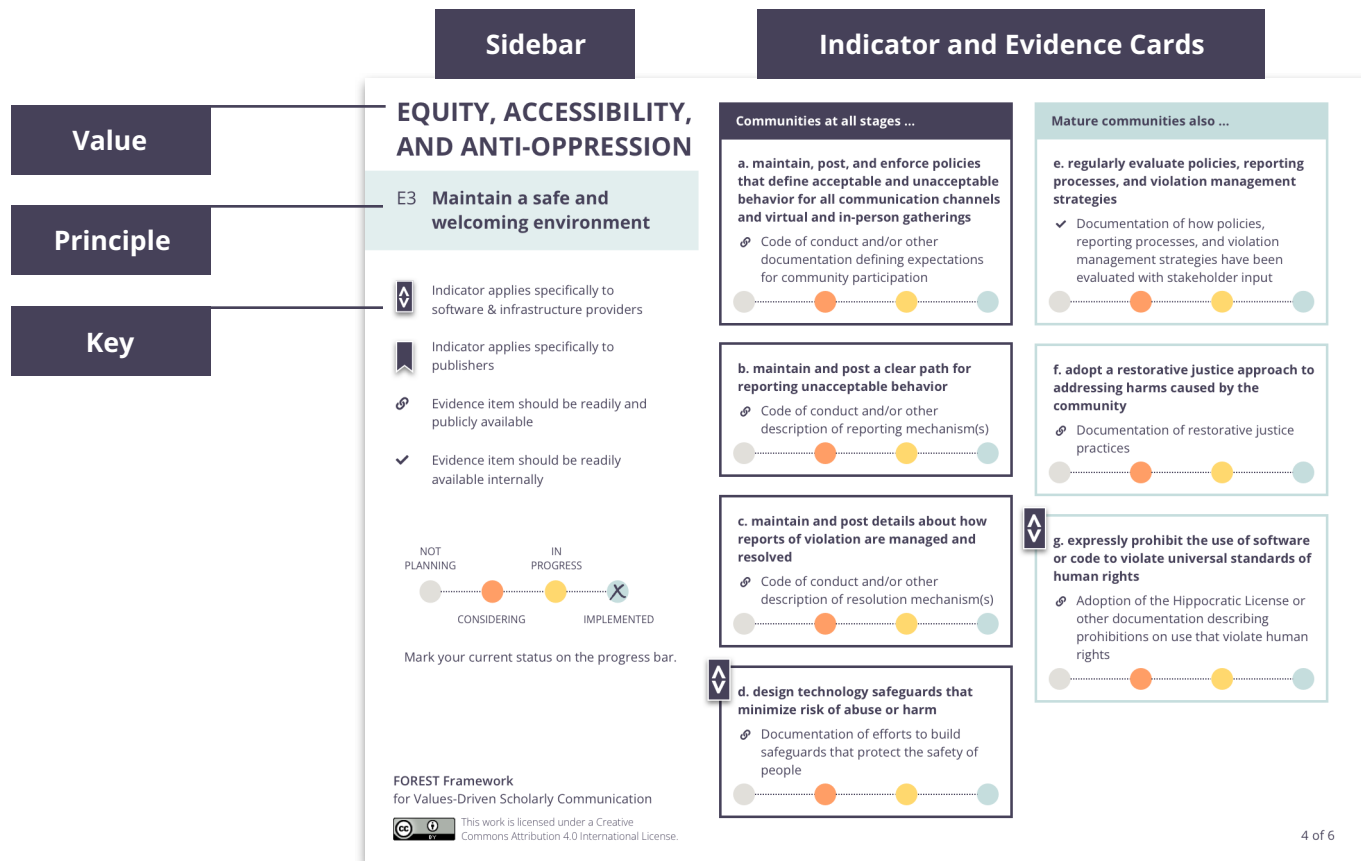 Sidebar
Indicator and Evidence Cards
Value
Principle
Key
EQUITY, ACCESSIBILITY,
AND ANTI-OPPRESSION
E3 Maintain a safe and
welcoming environment
Indicator applies specifically to
software & infrastructure providers
Indicator applies specifically to
publishers
Evidence item should be readily and
publicly available
Evidence item should be readily
available internally
NOT
PLANNING
IN
PROGRESS
X
CONSIDERING
IMPLEMENTED
Mark your current status on the progress bar.
FOREST Framework
for Values-Driven Scholarly Communication
cc
BY
This work is licensed under a Creative
Commons Attribution 4.0 International License.
Communities at all stages ...
a. maintain, post, and enforce policies
that define acceptable and unacceptable
behavior for all communication channels
and virtual and in-person gatherings
Code of conduct and/or other
documentation defining expectations
for community participation
b. maintain and post a clear path for
reporting unacceptable behavior
Code of conduct and/or other
description of reporting mechanism(s)
c. maintain and post details about how
reports of violation are managed and
resolved
Code of conduct and/or other
description of resolution mechanism(s)
d. design technology safeguards that
minimize risk of abuse or harm
Documentation of efforts to build
safeguards that protect the safety of
people
Mature communities also ...
e. regularly evaluate policies, reporting
processes, and violation management
strategies
Documentation of how policies,
reporting processes, and violation
management strategies have been
evaluated with stakeholder input
f. adopt a restorative justice approach to
addressing harms caused by the
community
Documentation of restorative justice
practices
g. expressly prohibit the use of software
or code to violate universal standards of
human rights
Adoption of the Hippocratic License or
other documentation describing
prohibitions on use that violate human
rights
4 of 6